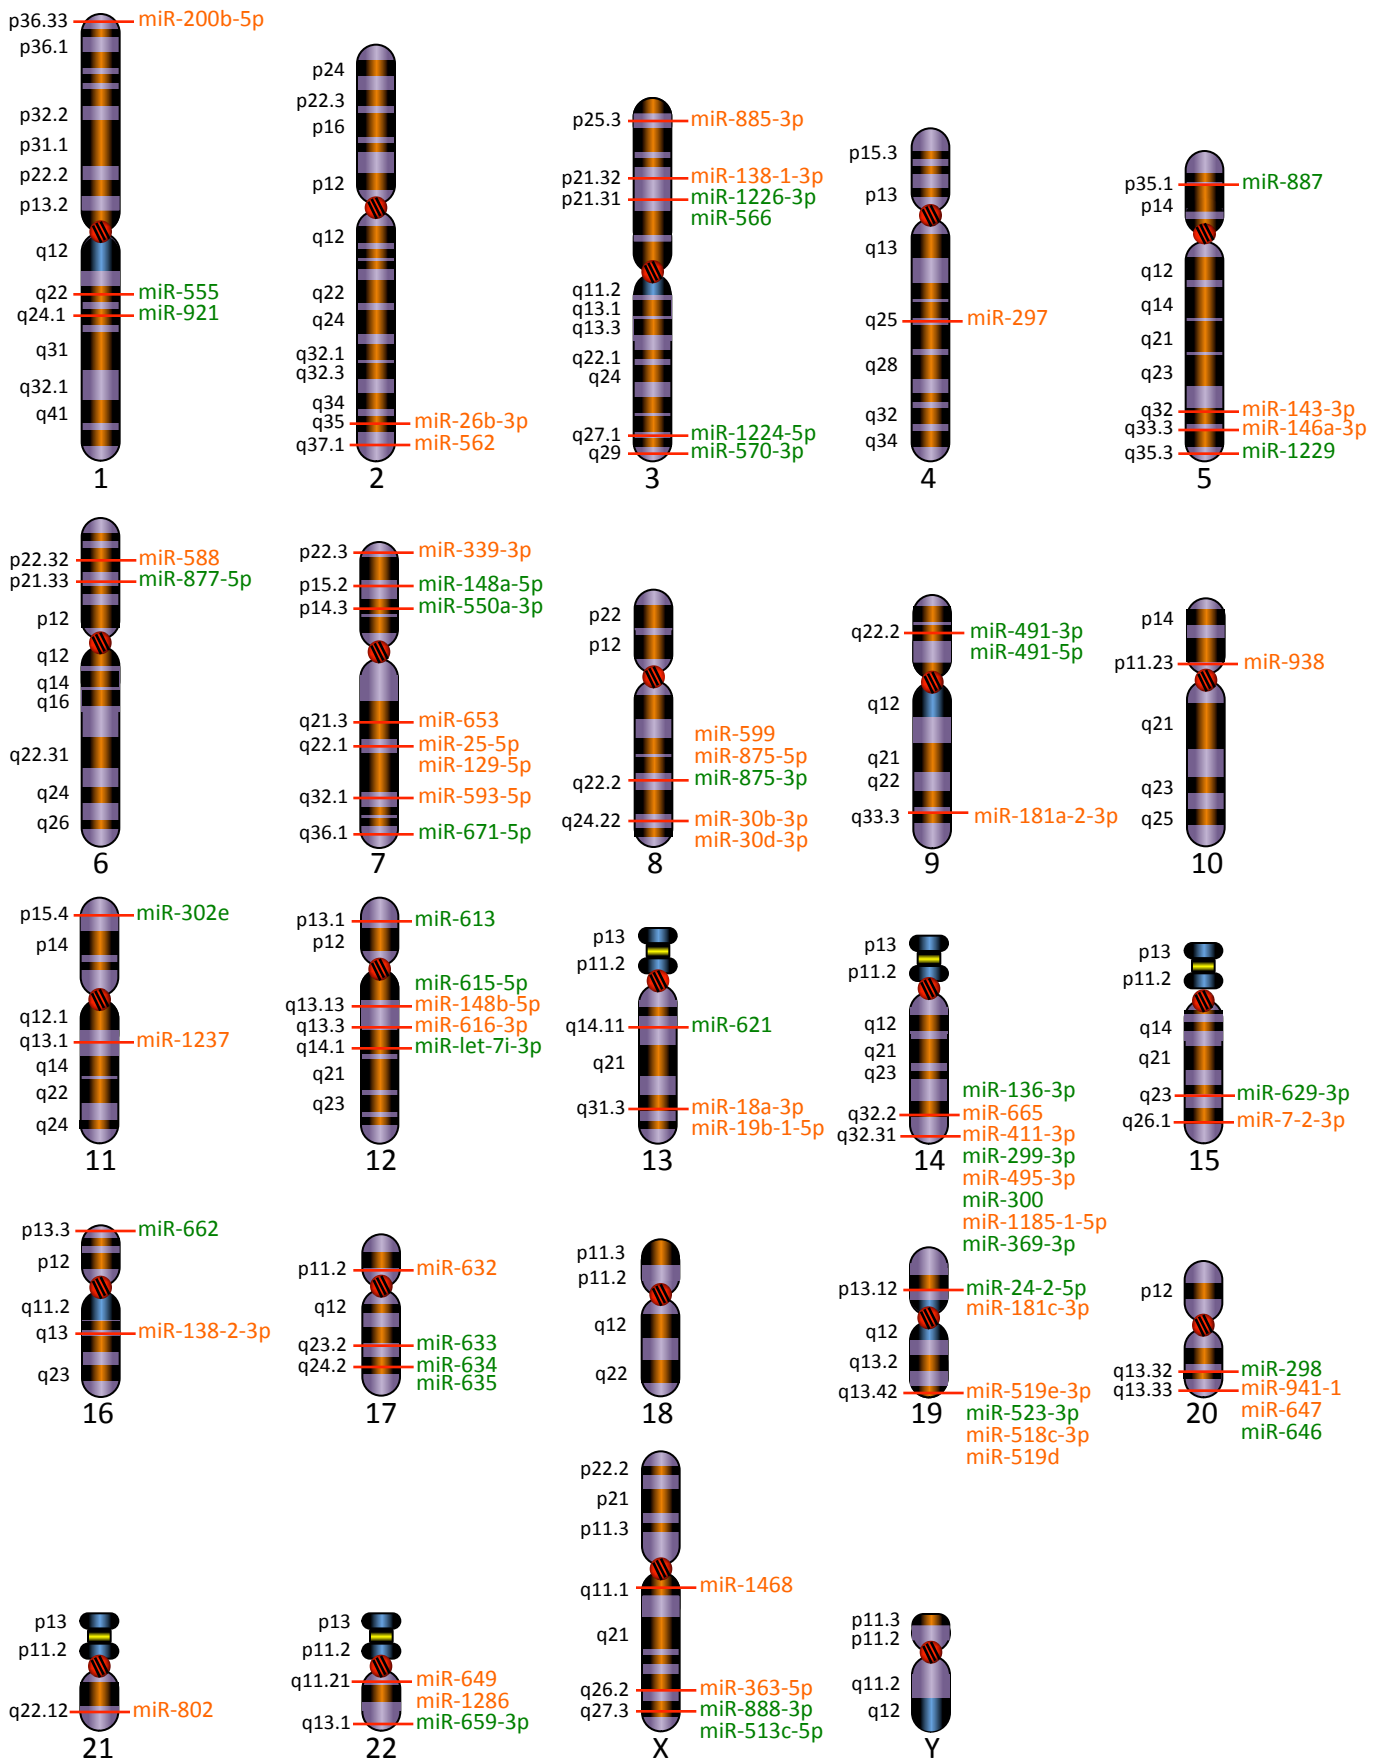 p36.33 miR-200b-5p
p36.1
p32.2
p31.1
p22.2
p13.2
q12
q22 miR-555
q24.1 miR-921
q31
q32.1
q41
1
p24
p22.3
p16
p12
q12
q22
q24
q32.1
q32.3
q34
q35 miR-26b-3p
q37.1 miR-562
2
p25.3 miR-885-3p
p21.32 miR-138-1-3p
p21.31 miR-1226-3p
miR-566
q11.2
q13.1
q13.3
q22.1
q24
q27.1 miR-1224-5p
q29 miR-570-3p
3
p15.3
p13
q13
q25 miR-297
q28
q32
q34
4
p35.1 miR-887
p14
q12
q14
q21
q23
q32 miR-143-3p
q33.3 miR-146a-3p
q35.3 miR-1229
5
p22.32 miR-588
p21.33 miR-877-5p
p12
q12
q14
q16
q22.31
q24
q26
6
p22.3 miR-339-3p
p15.2 miR-148a-5p
p14.3 miR-550a-3p
q21.3 miR-653
q22.1 miR-25-5p
miR-129-5p
q32.1 miR-593-5p
q36.1 miR-671-5p
7
p22
p12
miR-599
miR-875-5p
q22.2 miR-875-3p
q24.22 miR-30b-3p
miR-30d-3p
8
q22.2 miR-491-3p
miR-491-5p
q12
q21
q22
q33.3 miR-181a-2-3p
9
p14
p11.23 miR-938
q21
q23
q25
10
p15.4 miR-302e
p14
q12.1
q13.1 miR-1237
q14
q22
q24
11
p13.1 miR-613
p12
miR-615-5p
q13.13 miR-148b-5p
q13.3 miR-616-3p
q14.1 miR-let-7i-3p
q21
q23
12
p13
p11.2
q14.11 miR-621
q21
q31.3 miR-18a-3p
miR-19b-1-5p
13
p13
p11.2
q12
q21
q23
miR-136-3p
q32.2 miR-665
q32.31 miR-411-3p
14 miR-299-3p
miR-495-3p
miR-300
miR-1185-1-5p
miR-369-3p
p13
p11.2
q14
q21
q23 miR-629-3p
q26.1 miR-7-2-3p
15
p13.3 miR-662
p12
q11.2
q13 miR-138-2-3p
q23
16
p11.2 miR-632
q12
q23.2 miR-633
q24.2 miR-634
miR-635
17
p11.3
p11.2
q12
q22
18
p13.12 miR-24-2-5p
miR-181c-3p
q12
q13.2
q13.42 miR-519e-3p
19 miR-523-3p
miR-518c-3p
miR-519d
p12
q13.32 miR-298
q13.33 miR-941-1
20 miR-647
miR-646
p13
p11.2
q22.12 miR-802
21
p13
p11.2
q11.21 miR-649
miR-1286
q13.1 miR-659-3p
22
p22.2
p21
p11.3
q11.1 miR-1468
q21
q26.2 miR-363-5p
q27.3 miR-888-3p
miR-513c-5p
X
p11.3
p11.2
q11.2
q12
Y